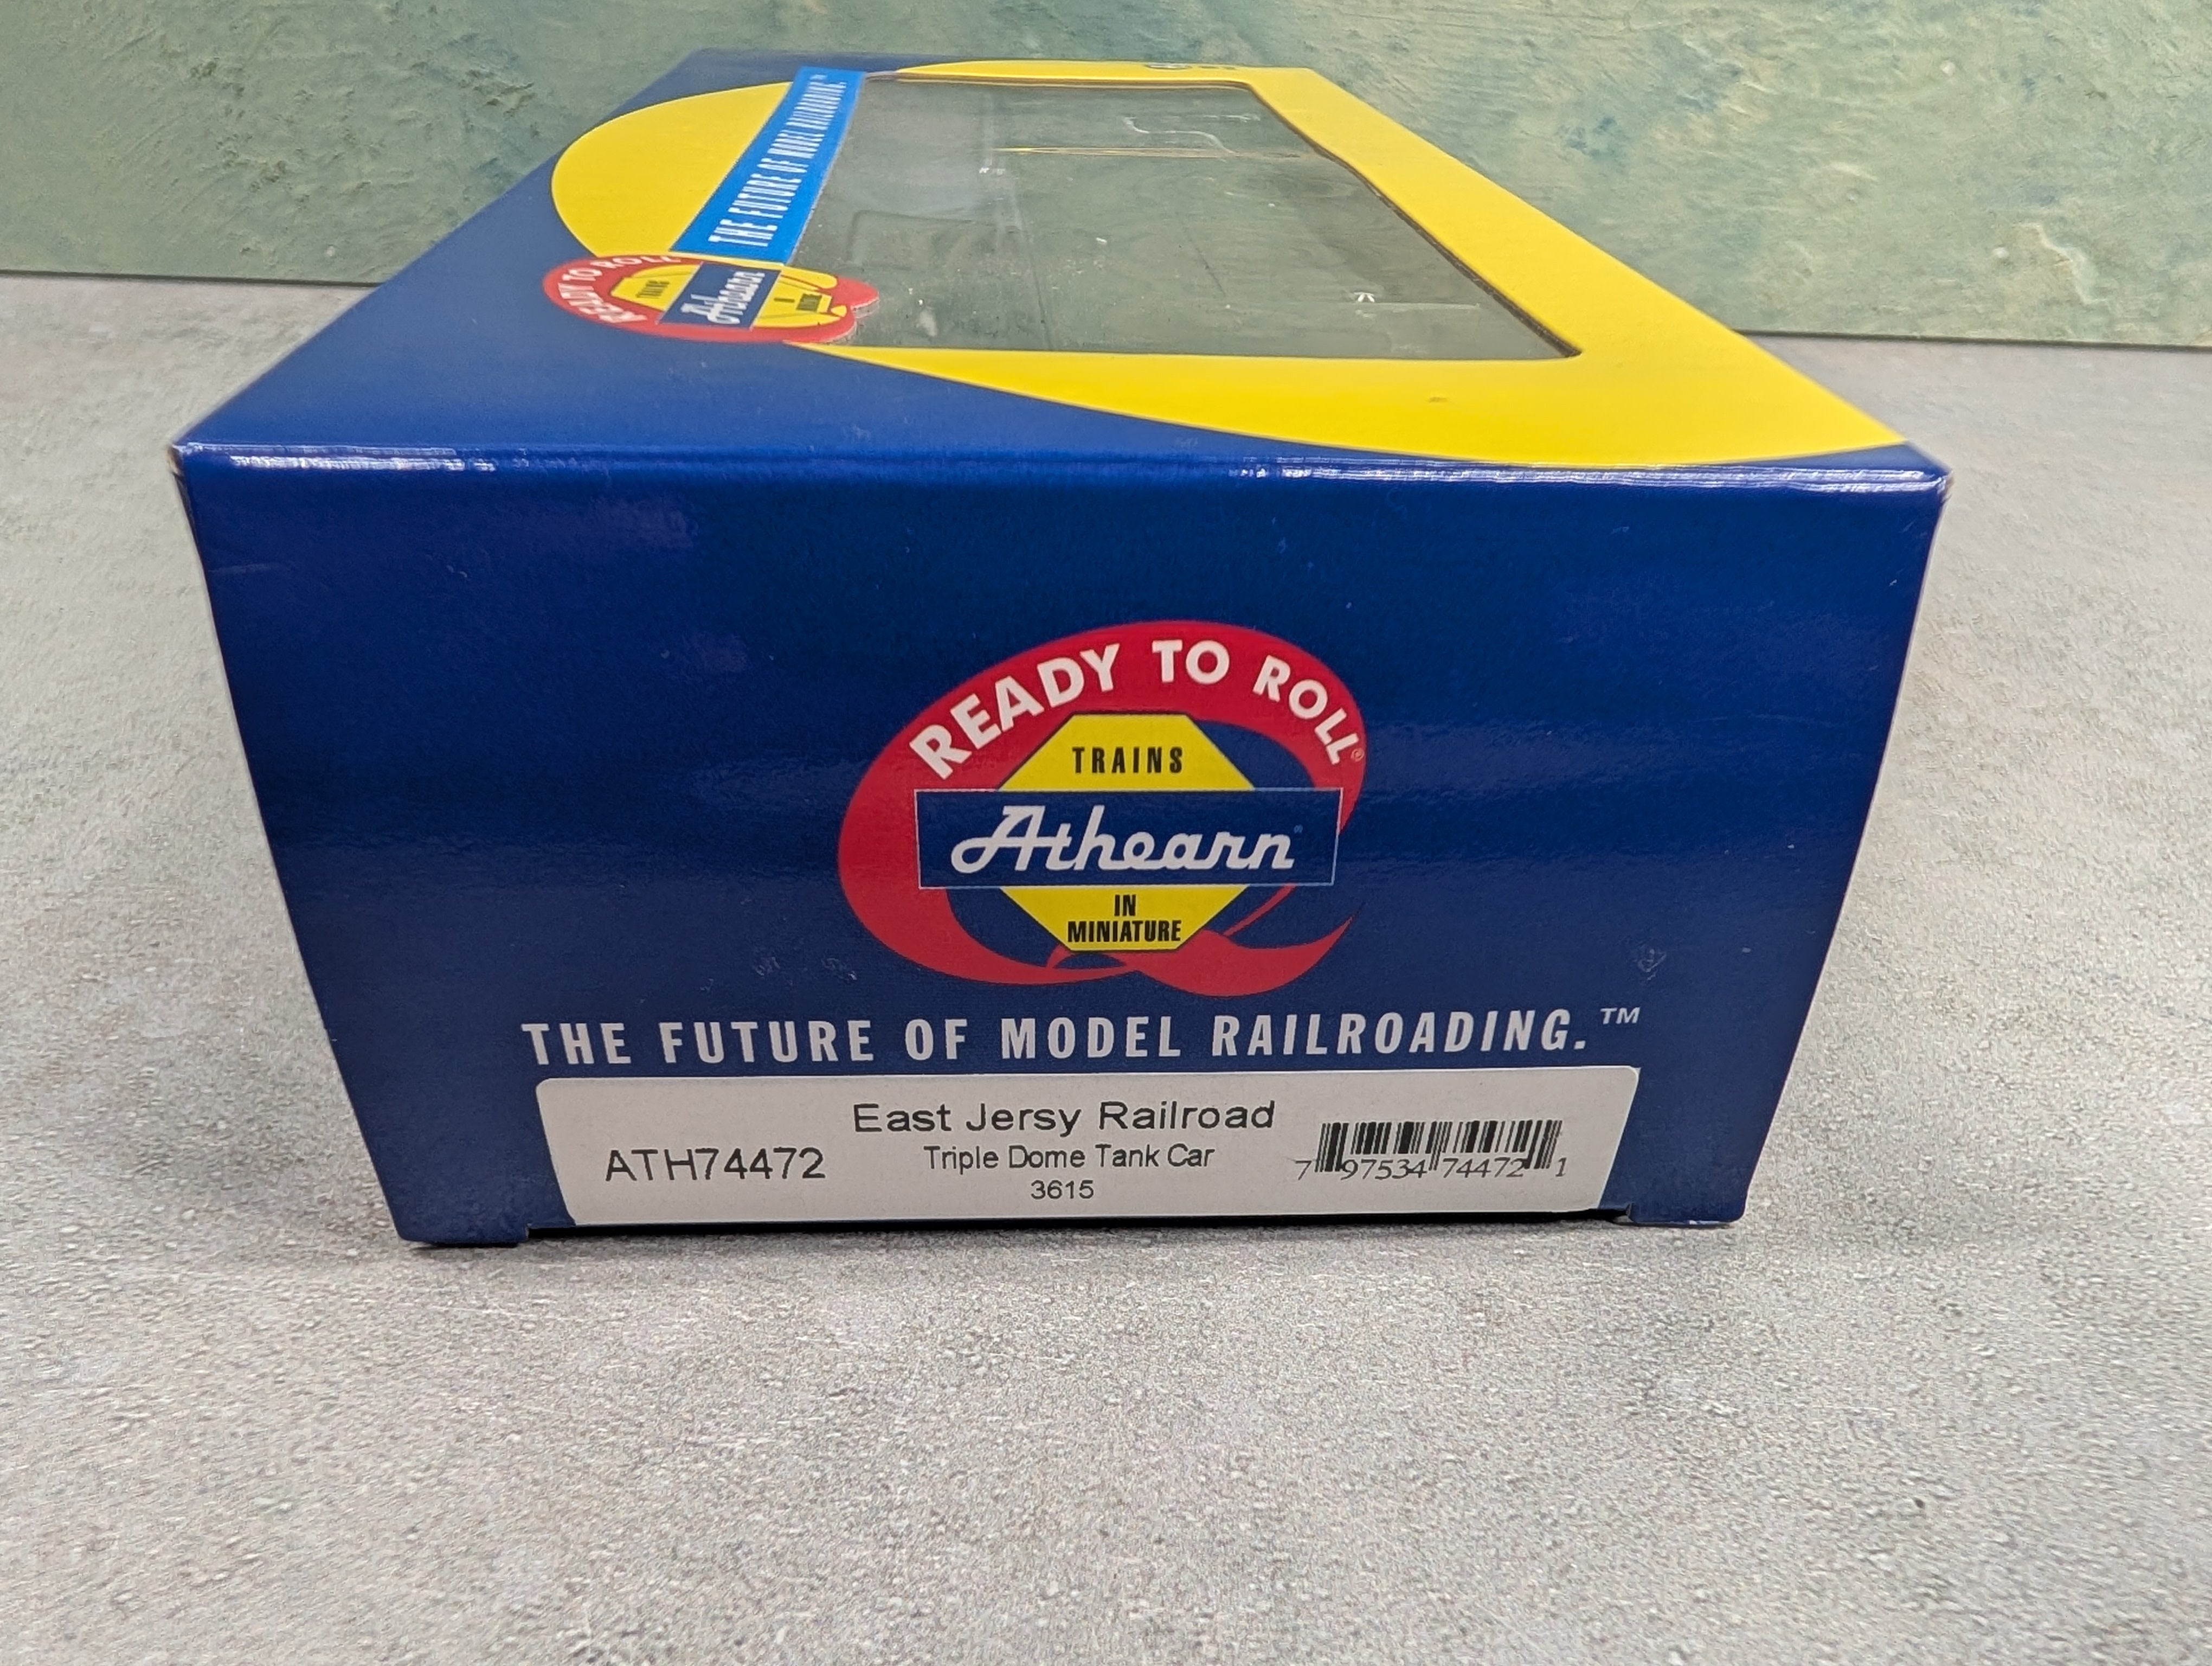 THE FUTURE OF MODEL RAILROADING.™
READY TO ROLL
TRAINS
Athearn
READY TO ROLL®
TRAINS
Athearn®
IN
MINIATURE
THE FUTURE OF MODEL RAILROADING.™
East Jersy Railroad
ATH74472
Triple Dome Tank Car
3615
7 97534 74472 1